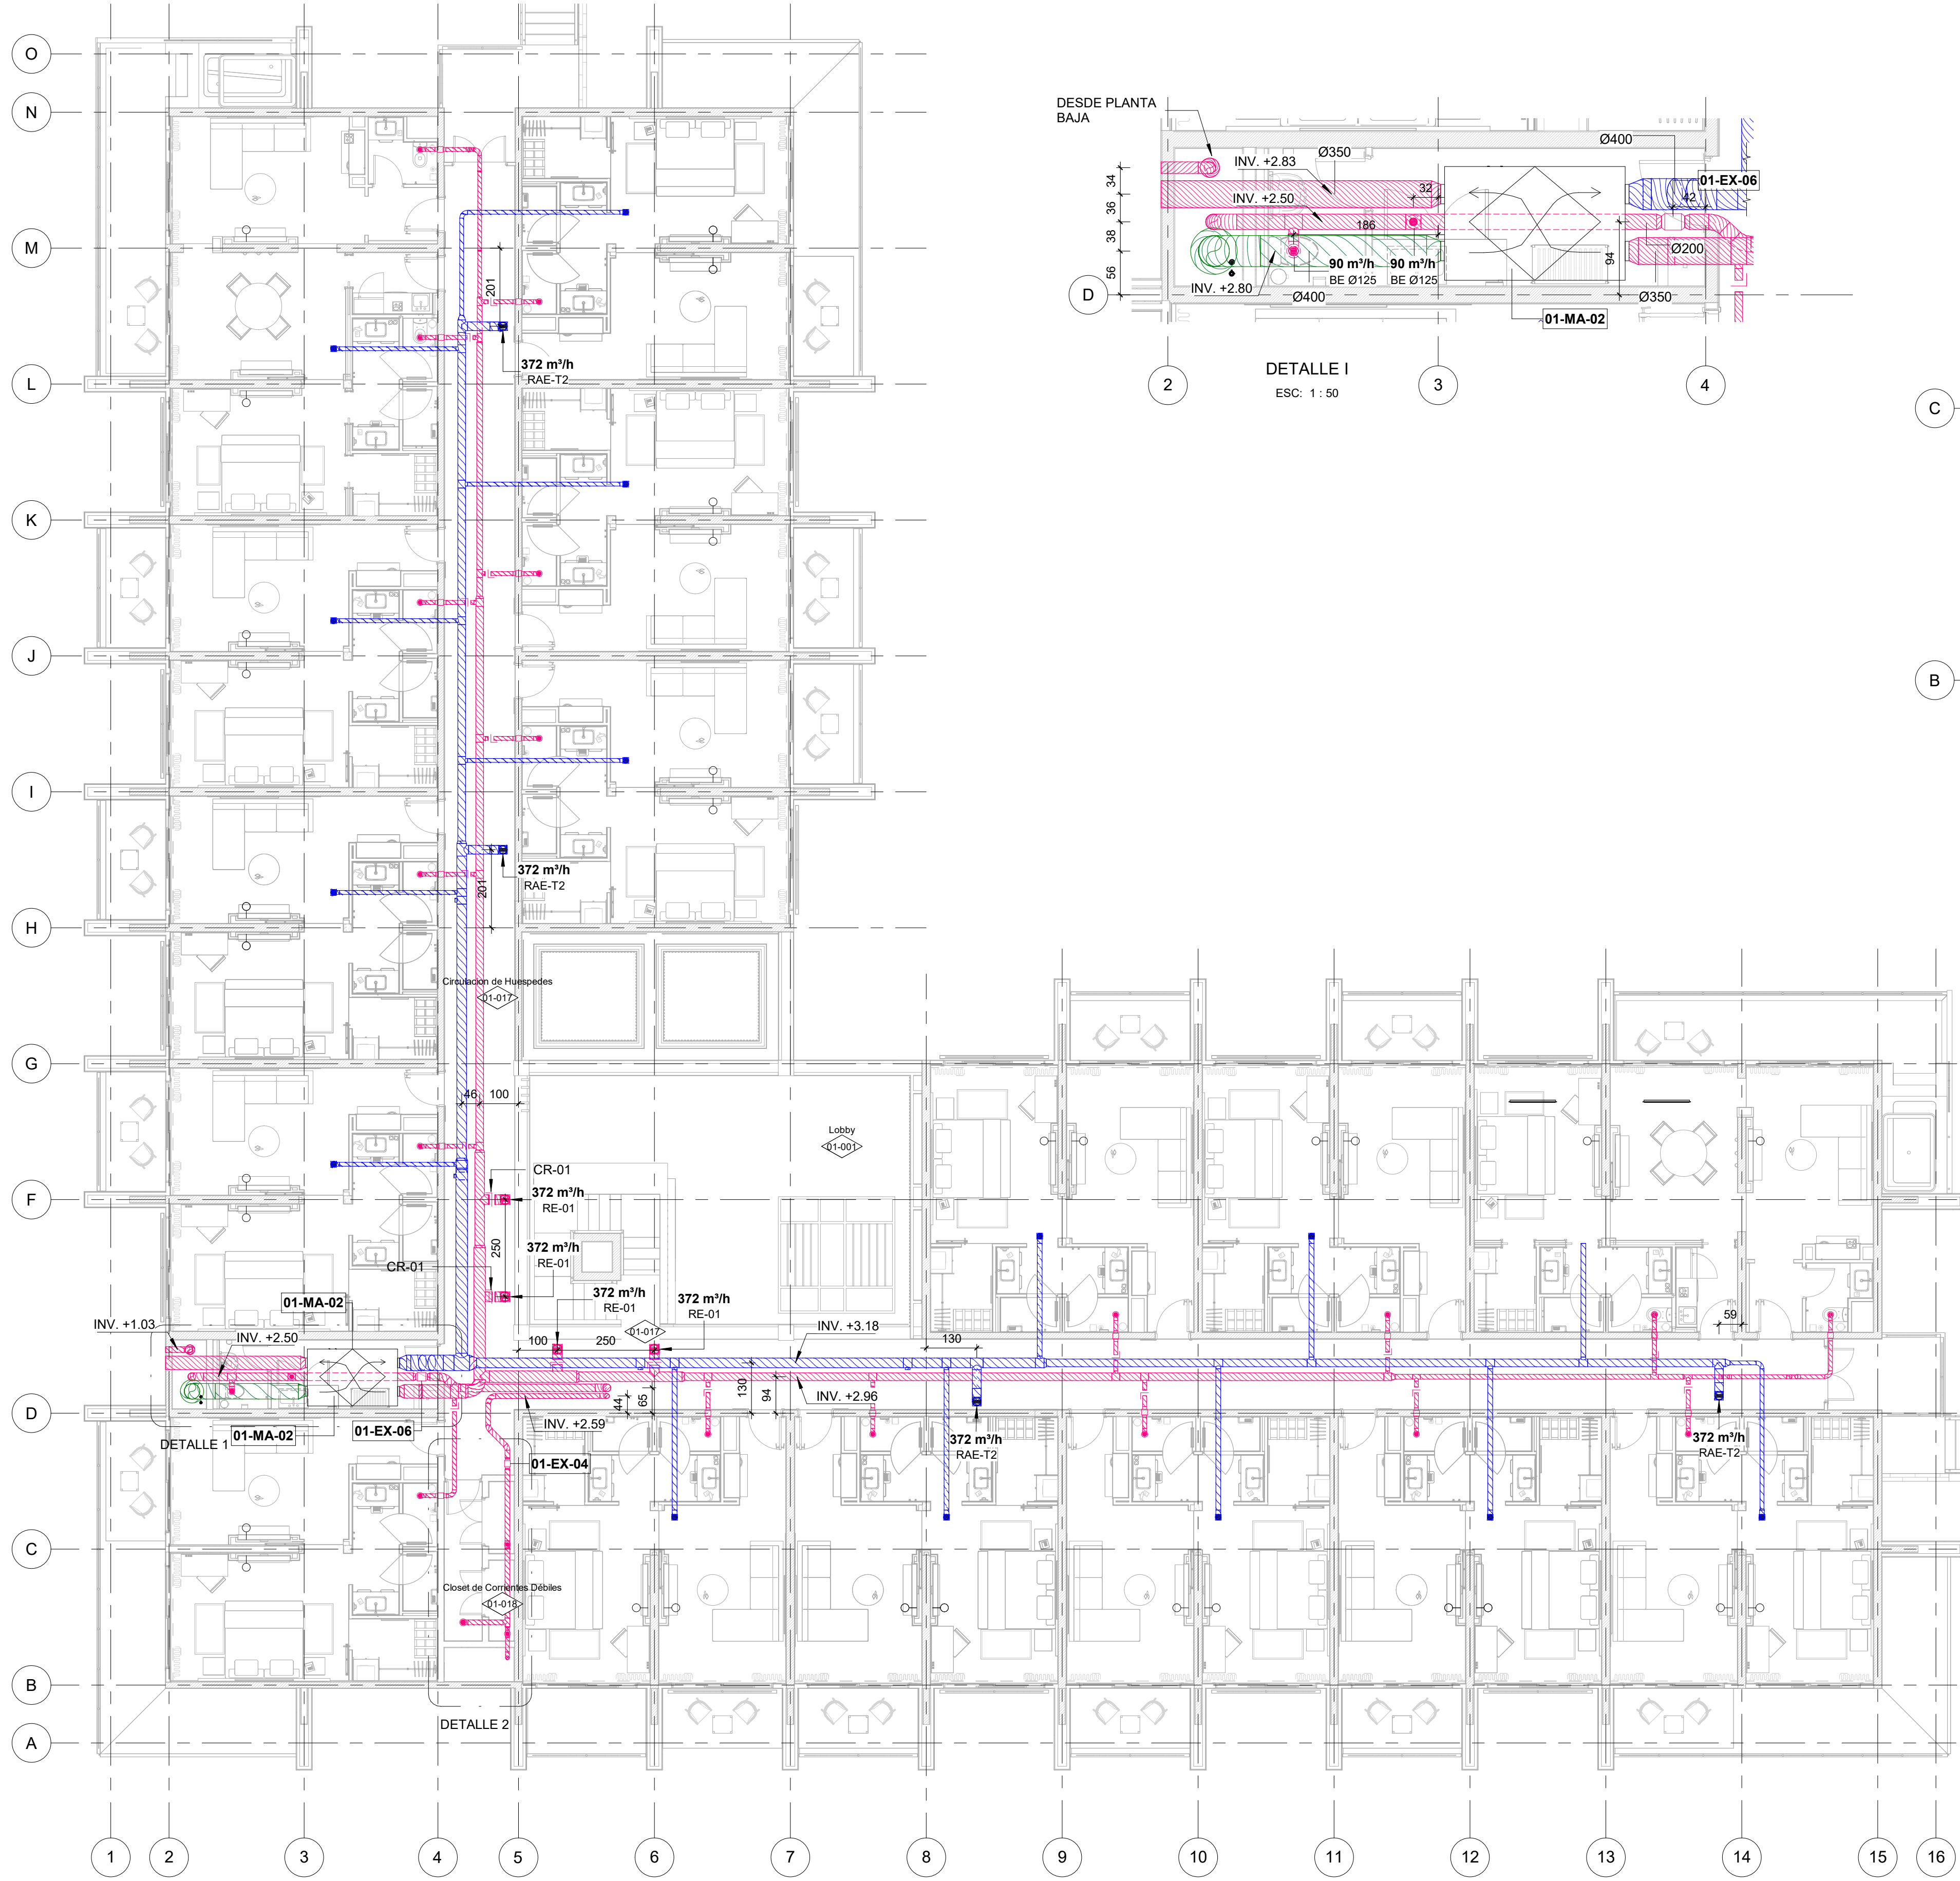 O
N
M
L
K
J
I
H
G
F
D
C
B
A
C
B
DESDE PLANTA
BAJA
INV. +2.83
Ø350
Ø400
01-EX-06
34
36
38
56
32
42
INV. +2.50
186
94
Ø200
90 m³/h
BE Ø125
90 m³/h
BE Ø125
INV. +2.80
Ø400
Ø350
D
01-MA-02
2
3
4
DETALLE I
ESC: 1 : 50
201
372 m³/h
RAE-T2
372 m³/h
RAE-T2
201
Circulacion de Huespedes
01-017
46
100
Lobby
01-001
CR-01
372 m³/h
RE-01
250
372 m³/h
RE-01
CR-01
372 m³/h
RE-01
372 m³/h
RE-01
01-MA-02
INV. +1.03
INV. +2.50
01-017
100
250
INV. +3.18
130
59
130
94
65
44
INV. +2.96
INV. +2.59
DETALLE 1
01-MA-02
01-EX-06
01-EX-04
372 m³/h
RAE-T2
372 m³/h
RAE-T2
Closet de Corrientes Débiles
01-018
DETALLE 2
1
2
3
4
5
6
7
8
9
10
11
12
13
14
15
16